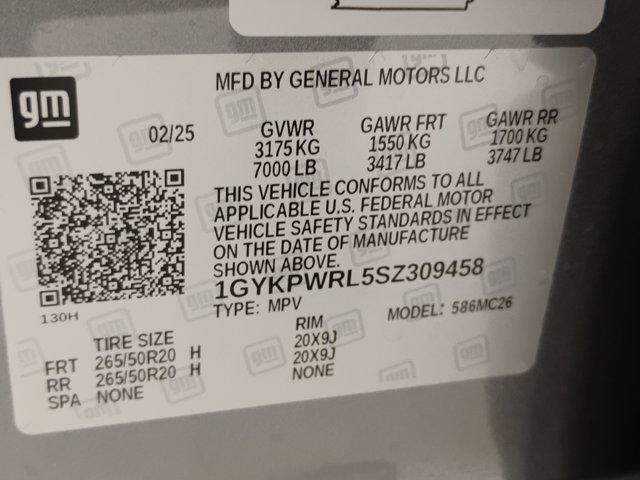 gm
MFD BY GENERAL MOTORS LLC
02/25
GVWR GAWR FRT GAWR RR
3175 KG 1550 KG 1700 KG
7000 LB 3417 LB 3747 LB
THIS VEHICLE CONFORMS TO ALL
APPLICABLE U.S. FEDERAL MOTOR
VEHICLE SAFETY STANDARDS IN EFFECT
ON THE DATE OF MANUFACTURE
SHOWN ABOVE.
1GYKPWRL5SZ309458
TYPE: MPV MODEL: 586MC26
130H
TIRE SIZE RIM
FRT 265/50R20 H 20X9J
RR 265/50R20 H 20X9J
SPA NONE NONE